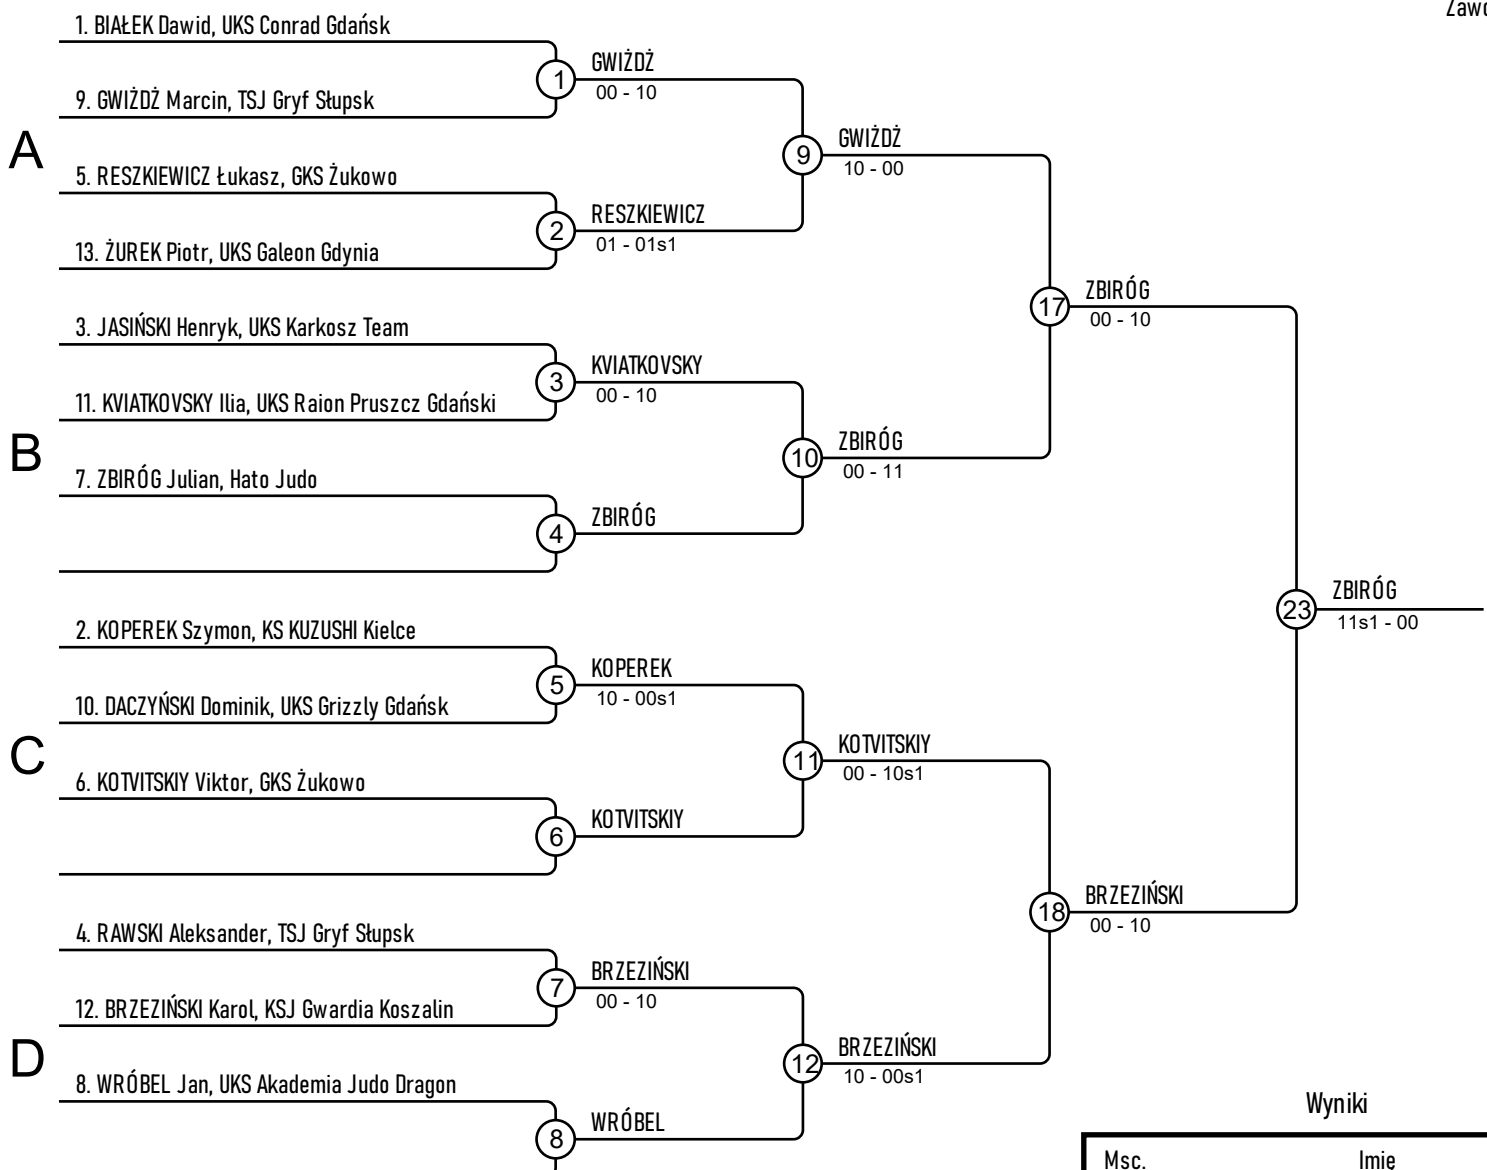 Zawo
1. BIAŁEK Dawid, UKS Conrad Gdańsk
1
GWIŻDŹ
00 - 10
9. GWIŻDŹ Marcin, TSJ Gryf Słupsk
A
9
GWIŻDŹ
10 - 00
5. RESZKIEWICZ Łukasz, GKS Żukowo
2
RESZKIEWICZ
01 - 01s1
13. ŻUREK Piotr, UKS Galeon Gdynia
17
ZBIRÓG
00 - 10
3. JASIŃSKI Henryk, UKS Karkosz Team
3
KVIATKOVSKY
00 - 10
11. KVIATKOVSKY Ilia, UKS Raion Pruszcz Gdański
B
10
ZBIRÓG
00 - 11
7. ZBIRÓG Julian, Hato Judo
4
ZBIRÓG
23
ZBIRÓG
11s1 - 00
2. KOPEREK Szymon, KS KUZUSHI Kielce
5
KOPEREK
10 - 00s1
10. DACZYŃSKI Dominik, UKS Grizzly Gdańsk
C
11
KOTVITSKIY
00 - 10s1
6. KOTVITSKIY Viktor, GKS Żukowo
6
KOTVITSKIY
18
BRZEZIŃSKI
00 - 10
4. RAWSKI Aleksander, TSJ Gryf Słupsk
7
BRZEZIŃSKI
00 - 10
12. BRZEZIŃSKI Karol, KSJ Gwardia Koszalin
D
12
BRZEZIŃSKI
10 - 00s1
8. WRÓBEL Jan, UKS Akademia Judo Dragon
8
WRÓBEL
Wyniki
Msc.
Imię